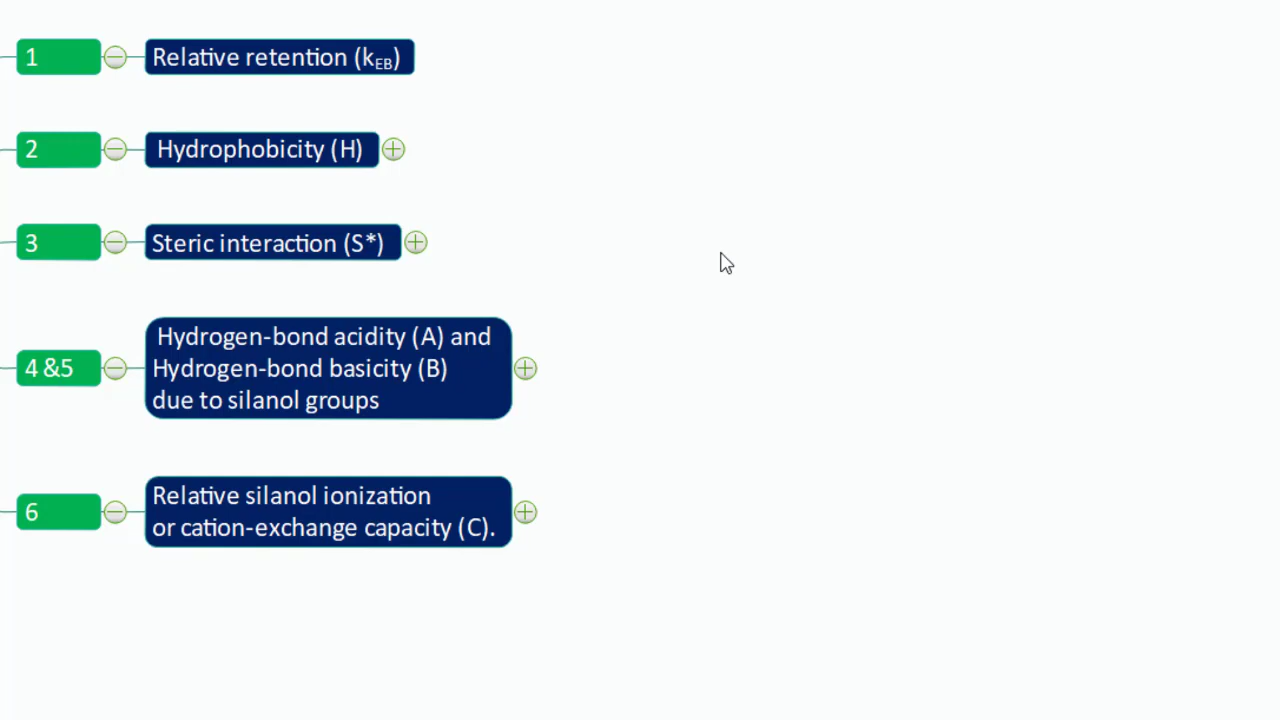 1
Relative retention (kEB)
2
Hydrophobicity (H)
3
Steric interaction (S*)
4 &5
Hydrogen-bond acidity (A) and
Hydrogen-bond basicity (B)
due to silanol groups
6
Relative silanol ionization
or cation-exchange capacity (C).